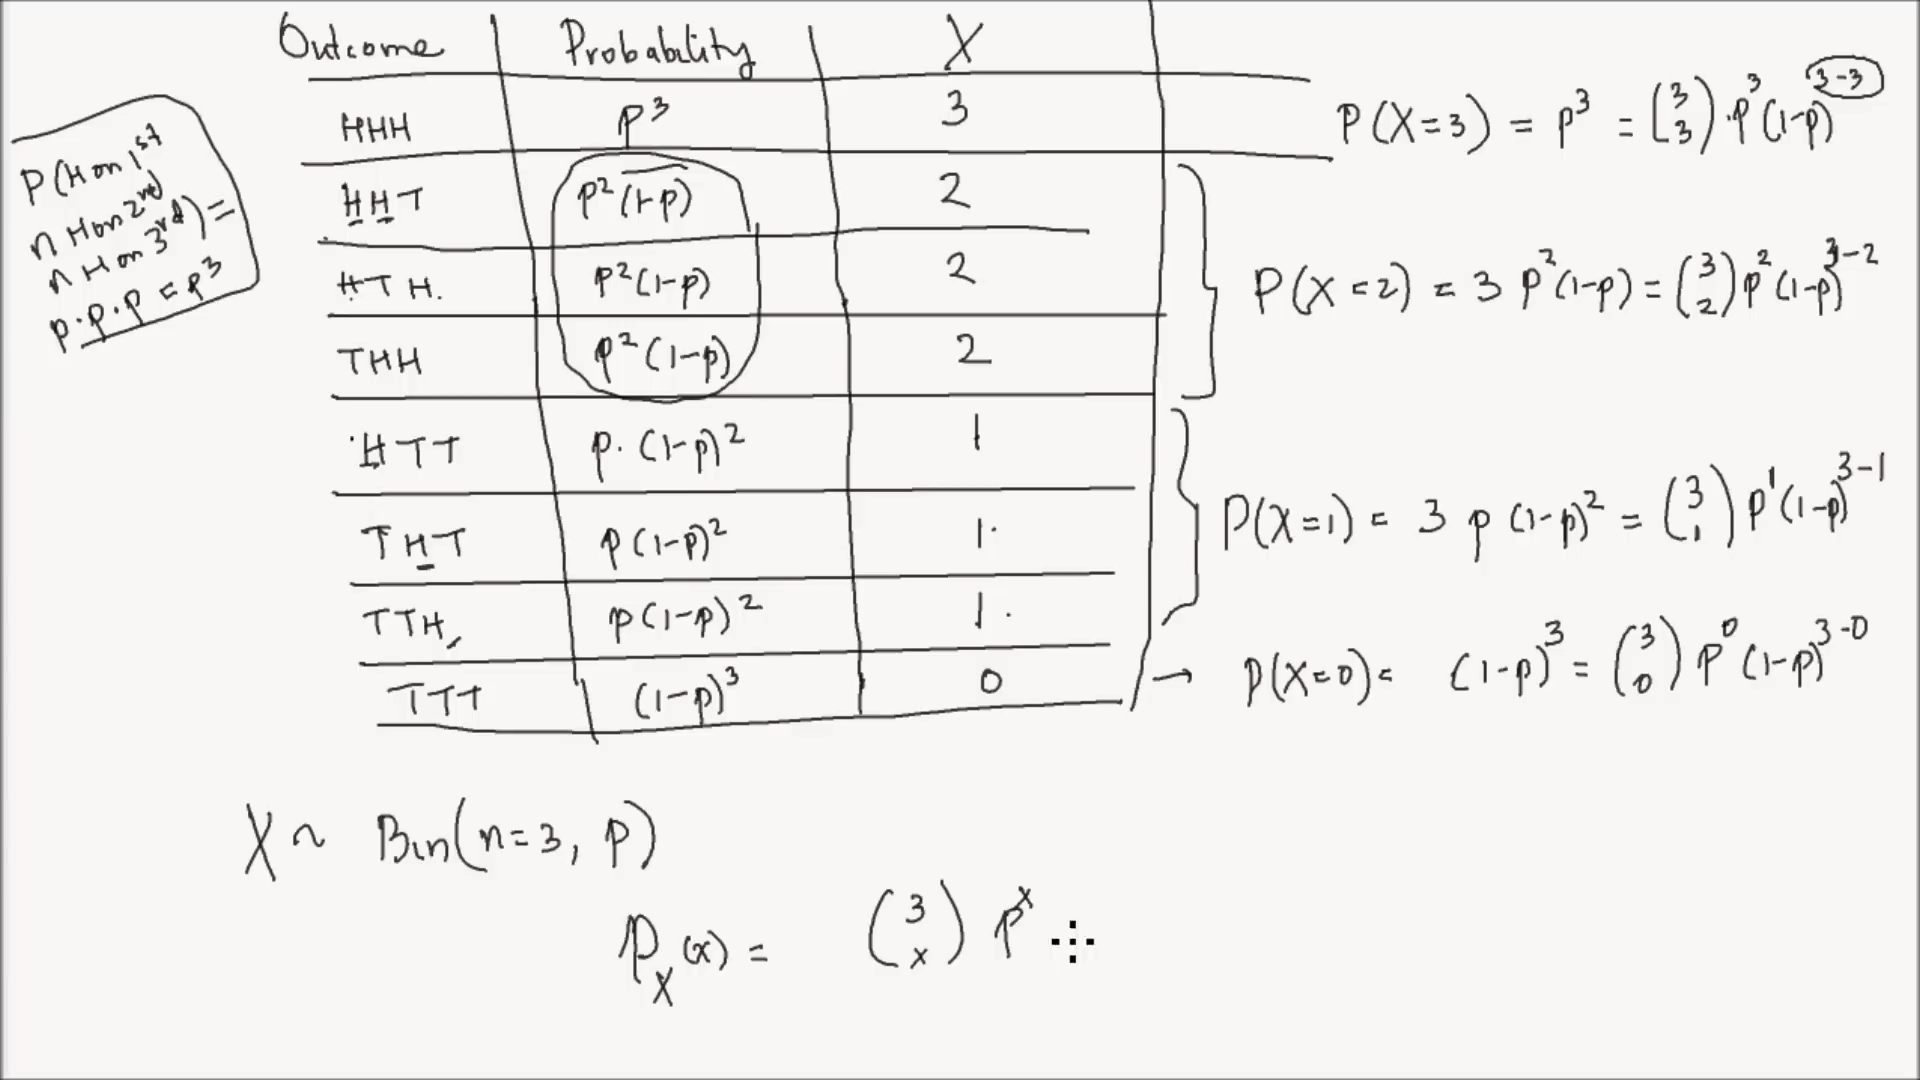 Outcome Probability X
HHH p³ 3 P(X=3) = p³ = (3 3)·p³(1-p)³⁻³
P(H on 1st
∩ H on 2nd
∩ H on 3rd) =
p·p·p = p³
HHT p²(1-p) 2
HTH. p²(1-p) 2 P(X=2) = 3 p²(1-p) = (3 2) p²(1-p)³⁻²
THH p²(1-p) 2
HTT p·(1-p)² 1
THT p(1-p)² 1. P(X=1) = 3 p (1-p)² = (3 1) p¹(1-p)³⁻¹
TTH p(1-p)² 1.
TTT (1-p)³ 0 → P(X=0) = (1-p)³ = (3 0) p⁰(1-p)³⁻⁰
X ~ Bin(n=3, p)
P_X(x) = (3 x) pˣ